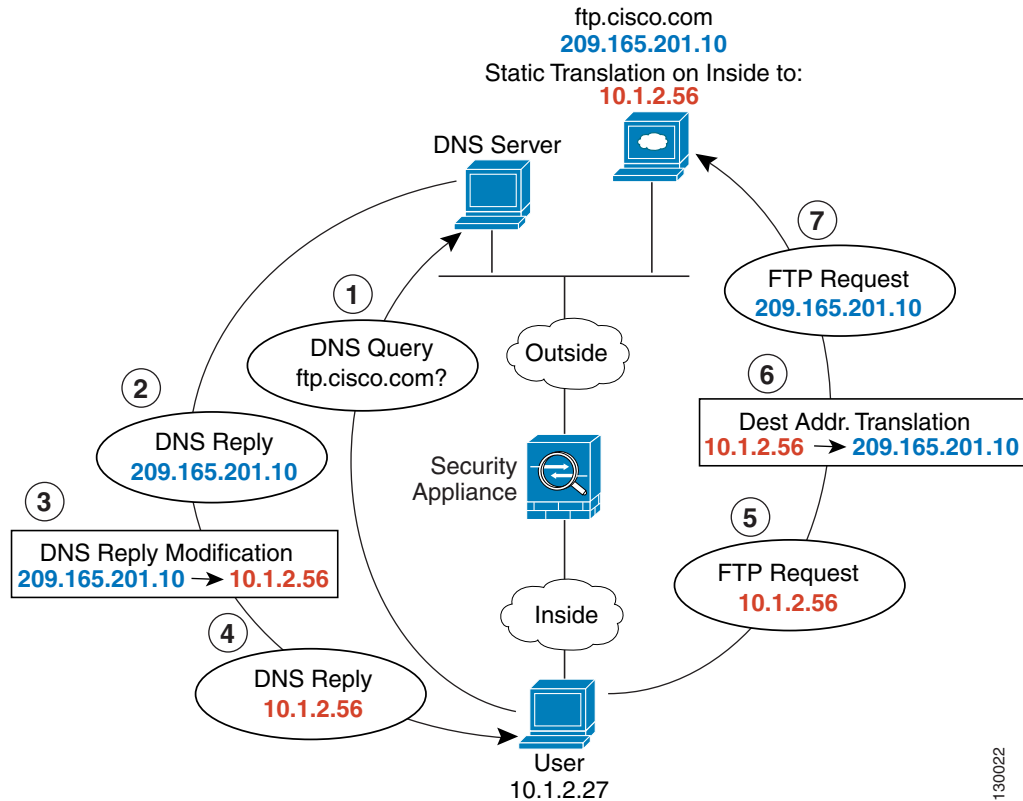 ftp.cisco.com
209.165.201.10
Static Translation on Inside to:
10.1.2.56
DNS Server
7
FTP Request
209.165.201.10
1
DNS Query
ftp.cisco.com?
Outside
2
DNS Reply
209.165.201.10
6
Dest Addr. Translation
10.1.2.56 → 209.165.201.10
Security
Appliance
3
DNS Reply Modification
209.165.201.10 → 10.1.2.56
5
FTP Request
10.1.2.56
Inside
4
DNS Reply
10.1.2.56
User
10.1.2.27
130022